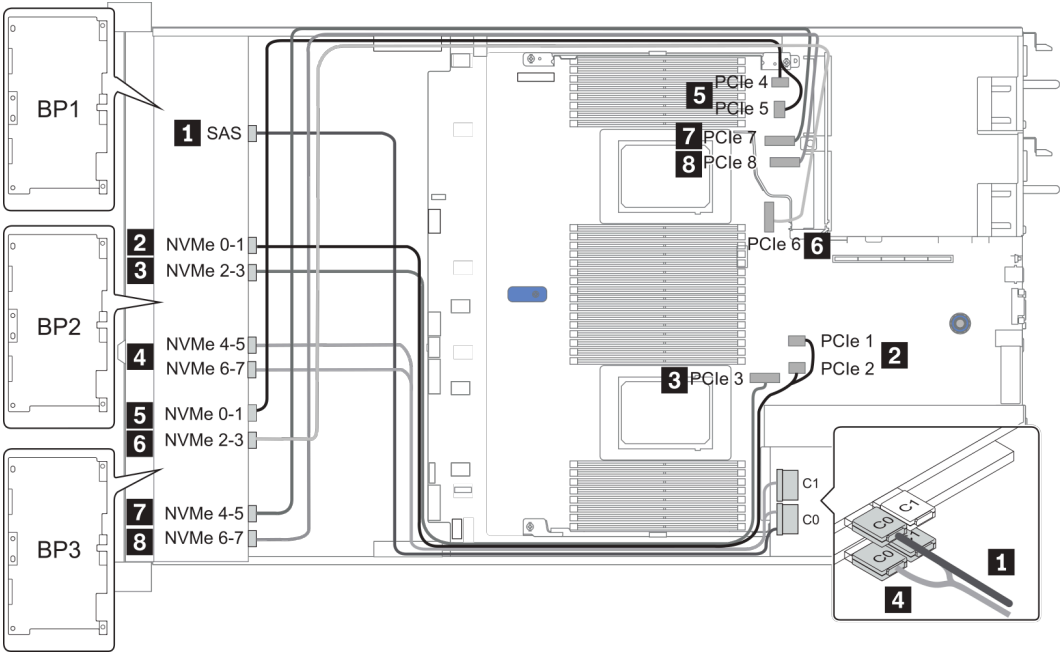 BP1
1 SAS
2 NVMe 0-1
3 NVMe 2-3
BP2
4 NVMe 4-5
NVMe 6-7
5 NVMe 0-1
6 NVMe 2-3
BP3
7 NVMe 4-5
8 NVMe 6-7
5 PCIe 4
PCIe 5
7 PCIe 7
8 PCIe 8
PCIe 6 6
PCIe 1 2
PCIe 2
3 PCIe 3
C1
C0
C1
C0
C0
1
4